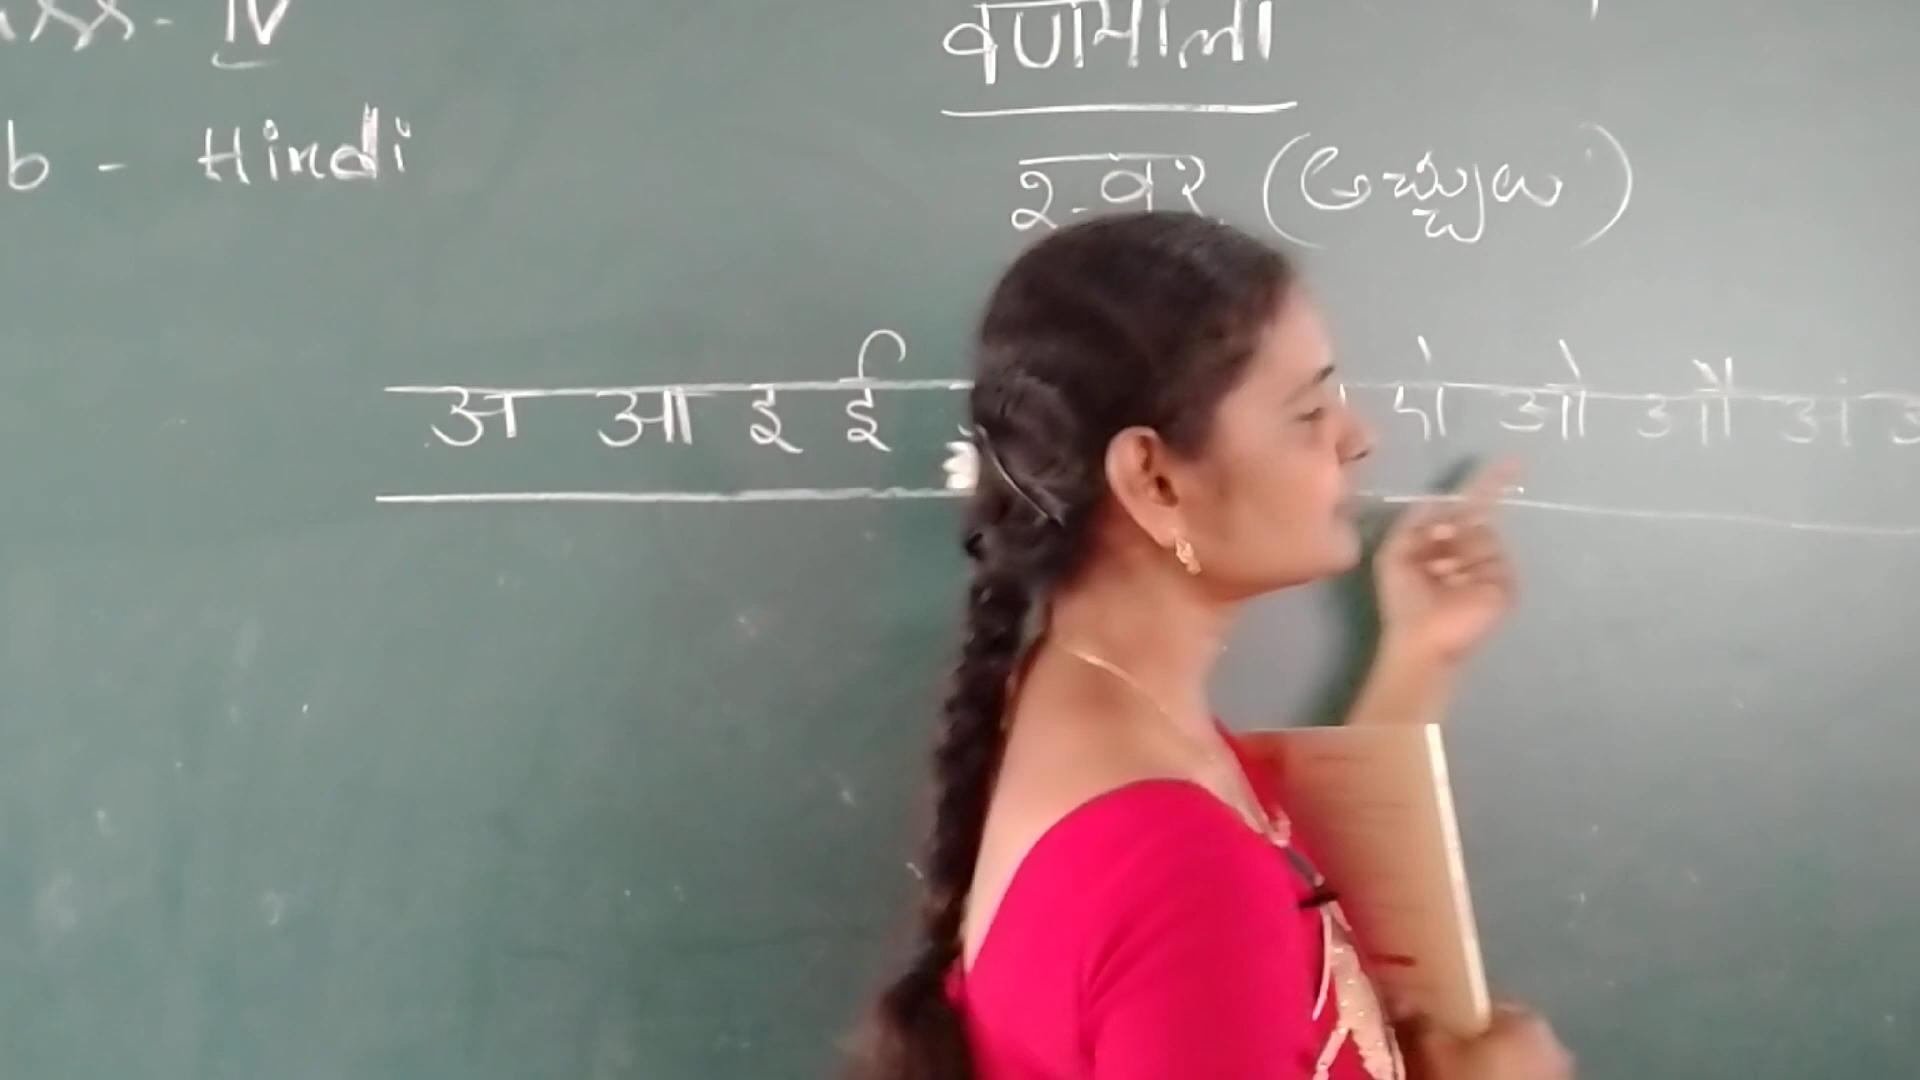 - IV
वर्णमाला
b - Hindi
स्वर (అచ్చులు)
अ आ इ ई ओ औ अं